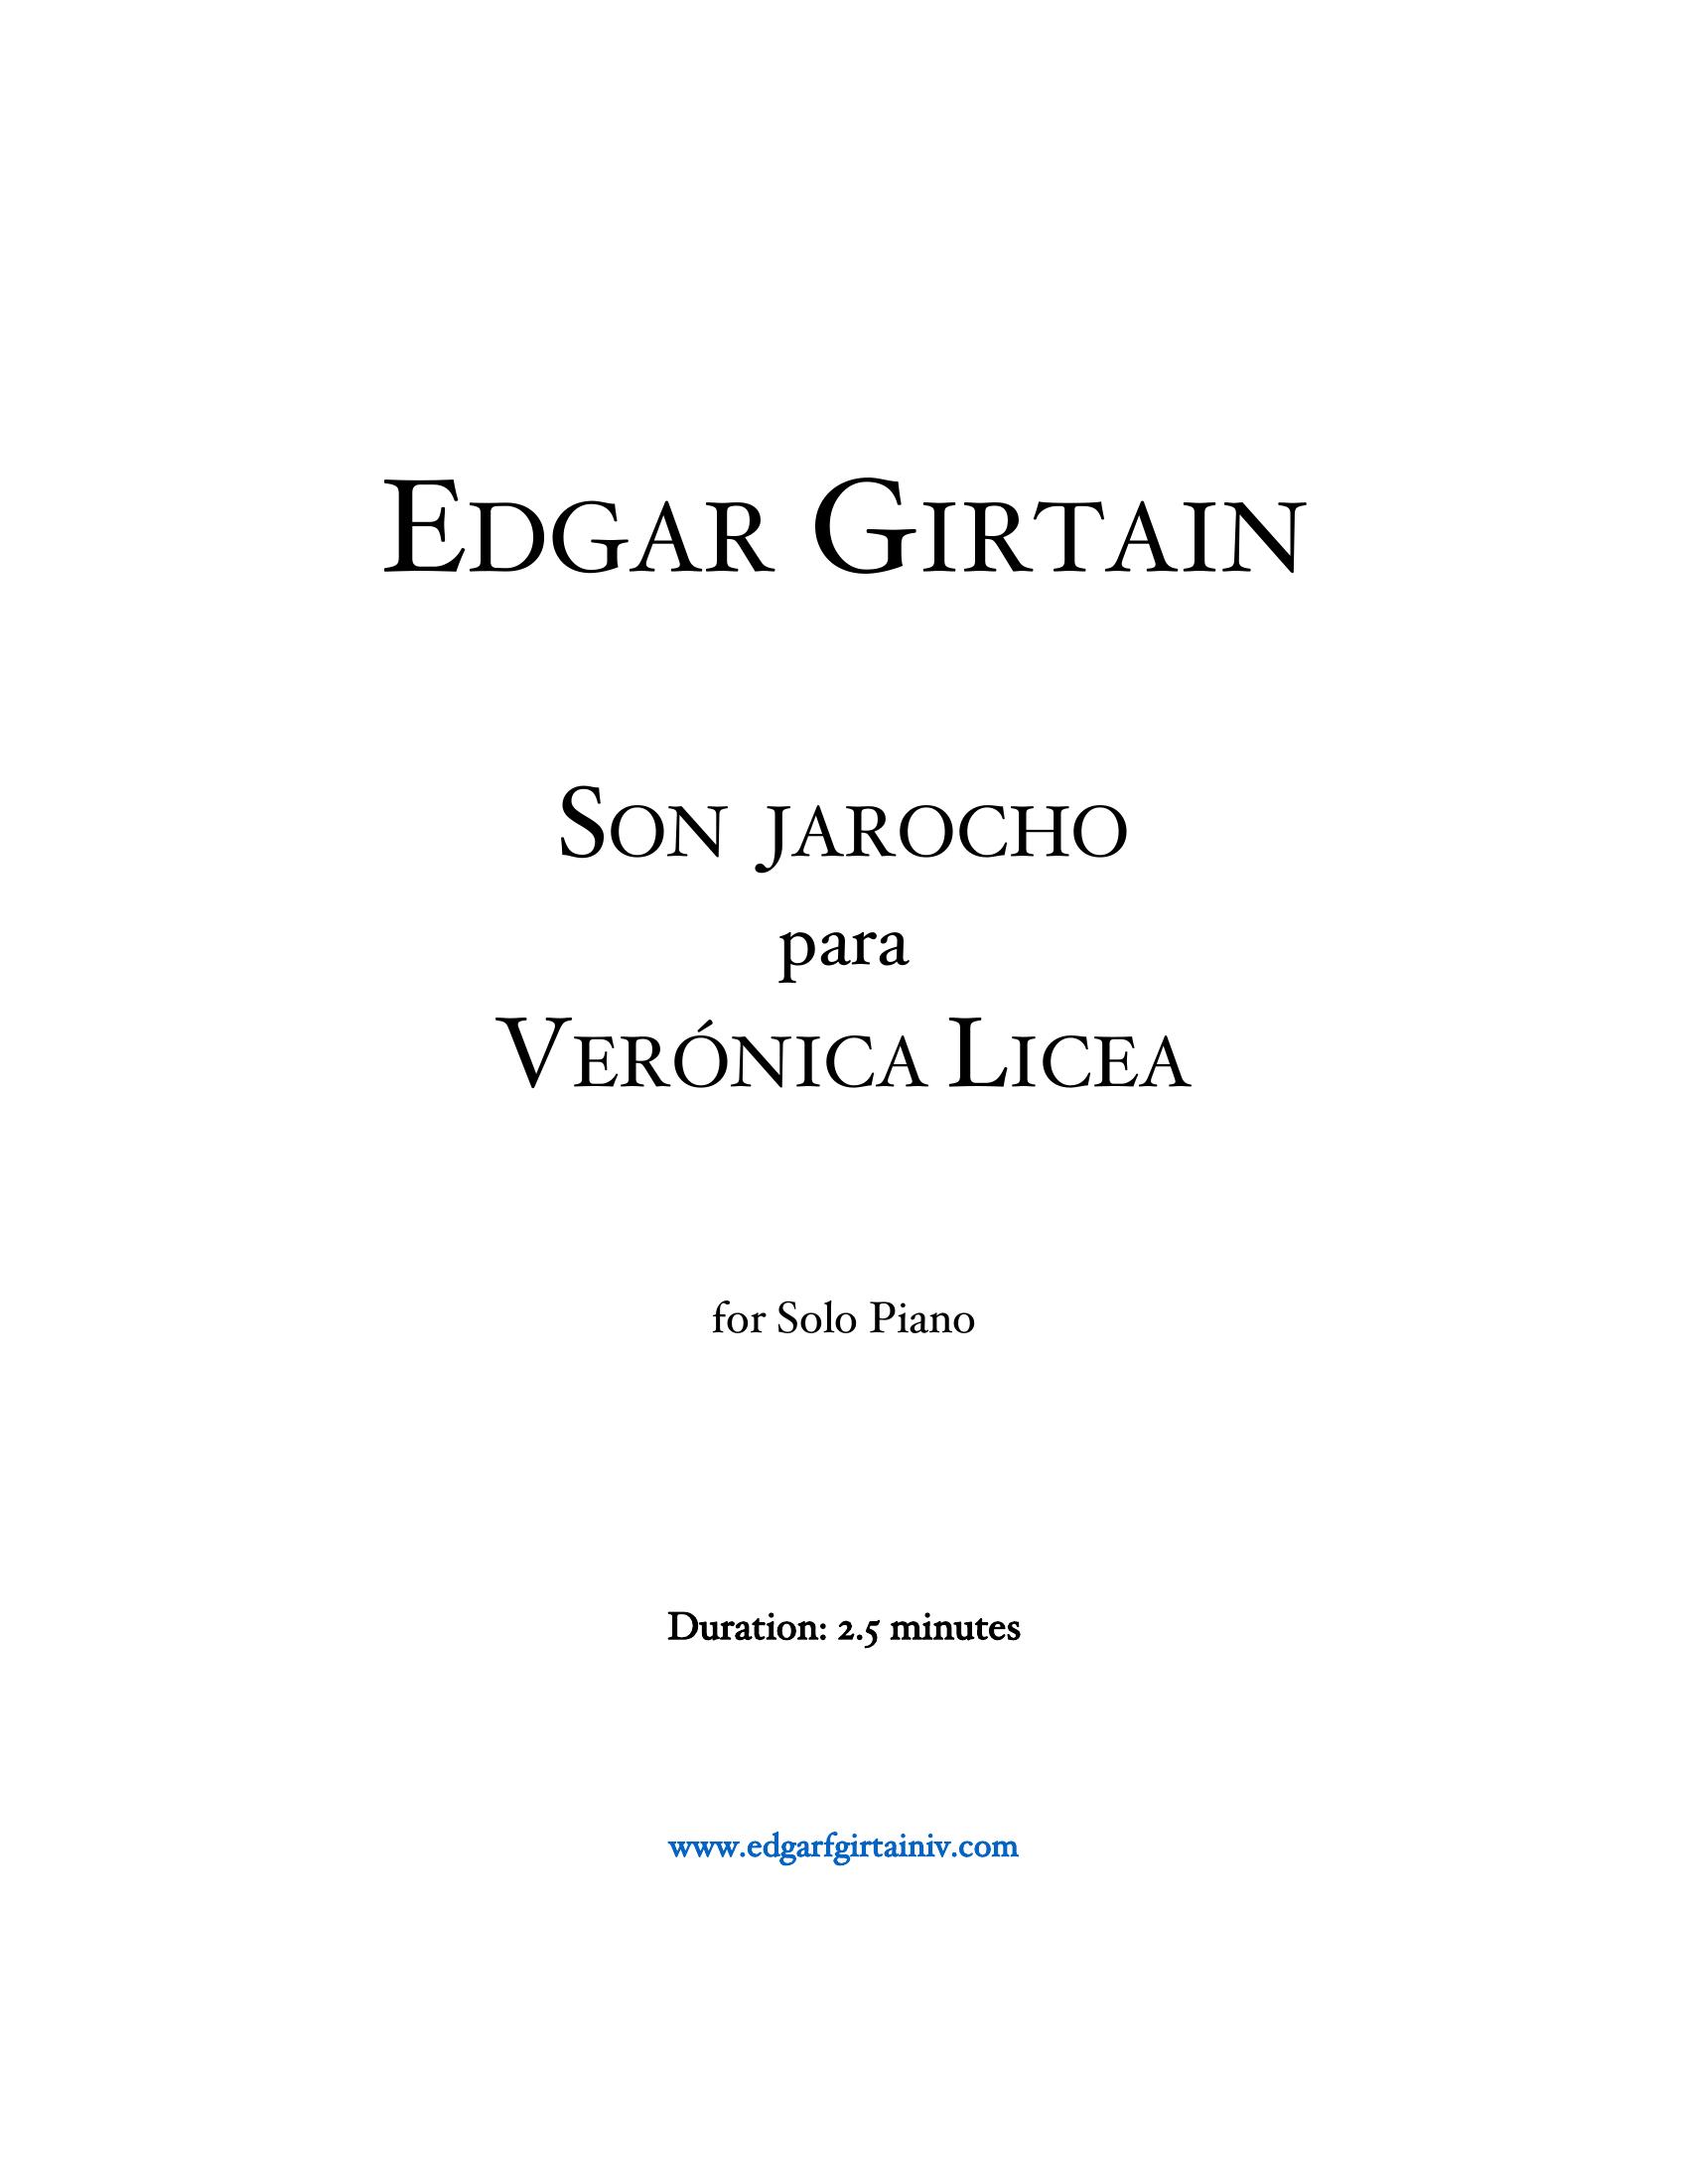 Edgar Girtain
Son jarocho
para
Verónica Licea
for Solo Piano
Duration: 2.5 minutes
www.edgarfgirtainiv.com